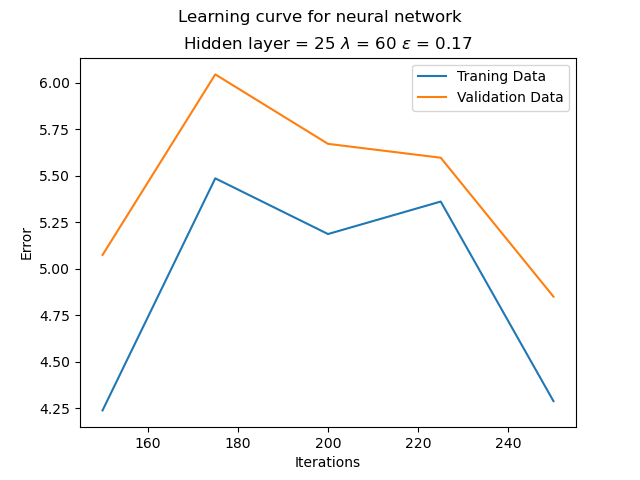 Learning curve for neural network
Hidden layer = 25 λ = 60 ε = 0.17
Traning Data
Validation Data
6.00
5.75
5.50
5.25
5.00
4.75
4.50
4.25
Error
160 180 200 220 240
Iterations